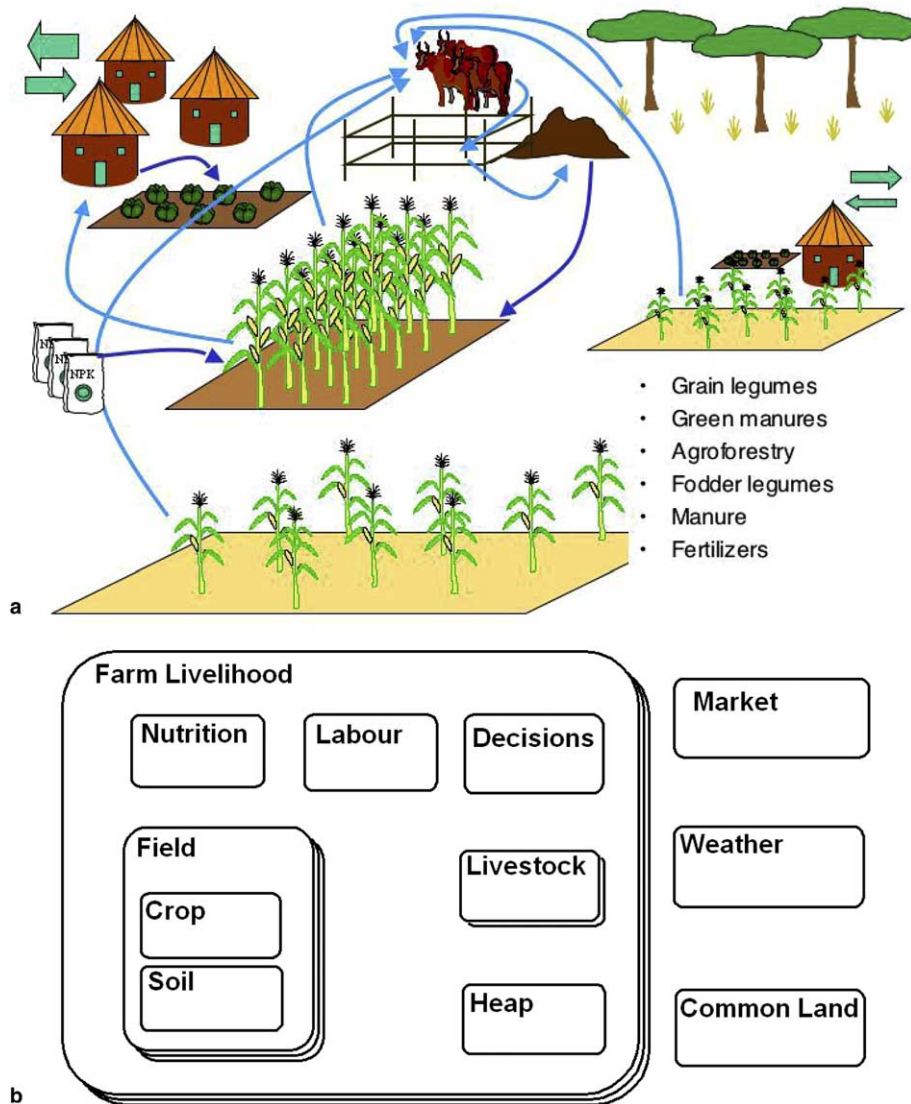 NPK
• Grain legumes
• Green manures
• Agroforestry
• Fodder legumes
• Manure
• Fertilizers
a
Farm Livelihood
Nutrition
Labour
Decisions
Market
Field
Livestock
Weather
Crop
Soil
Heap
Common Land
b